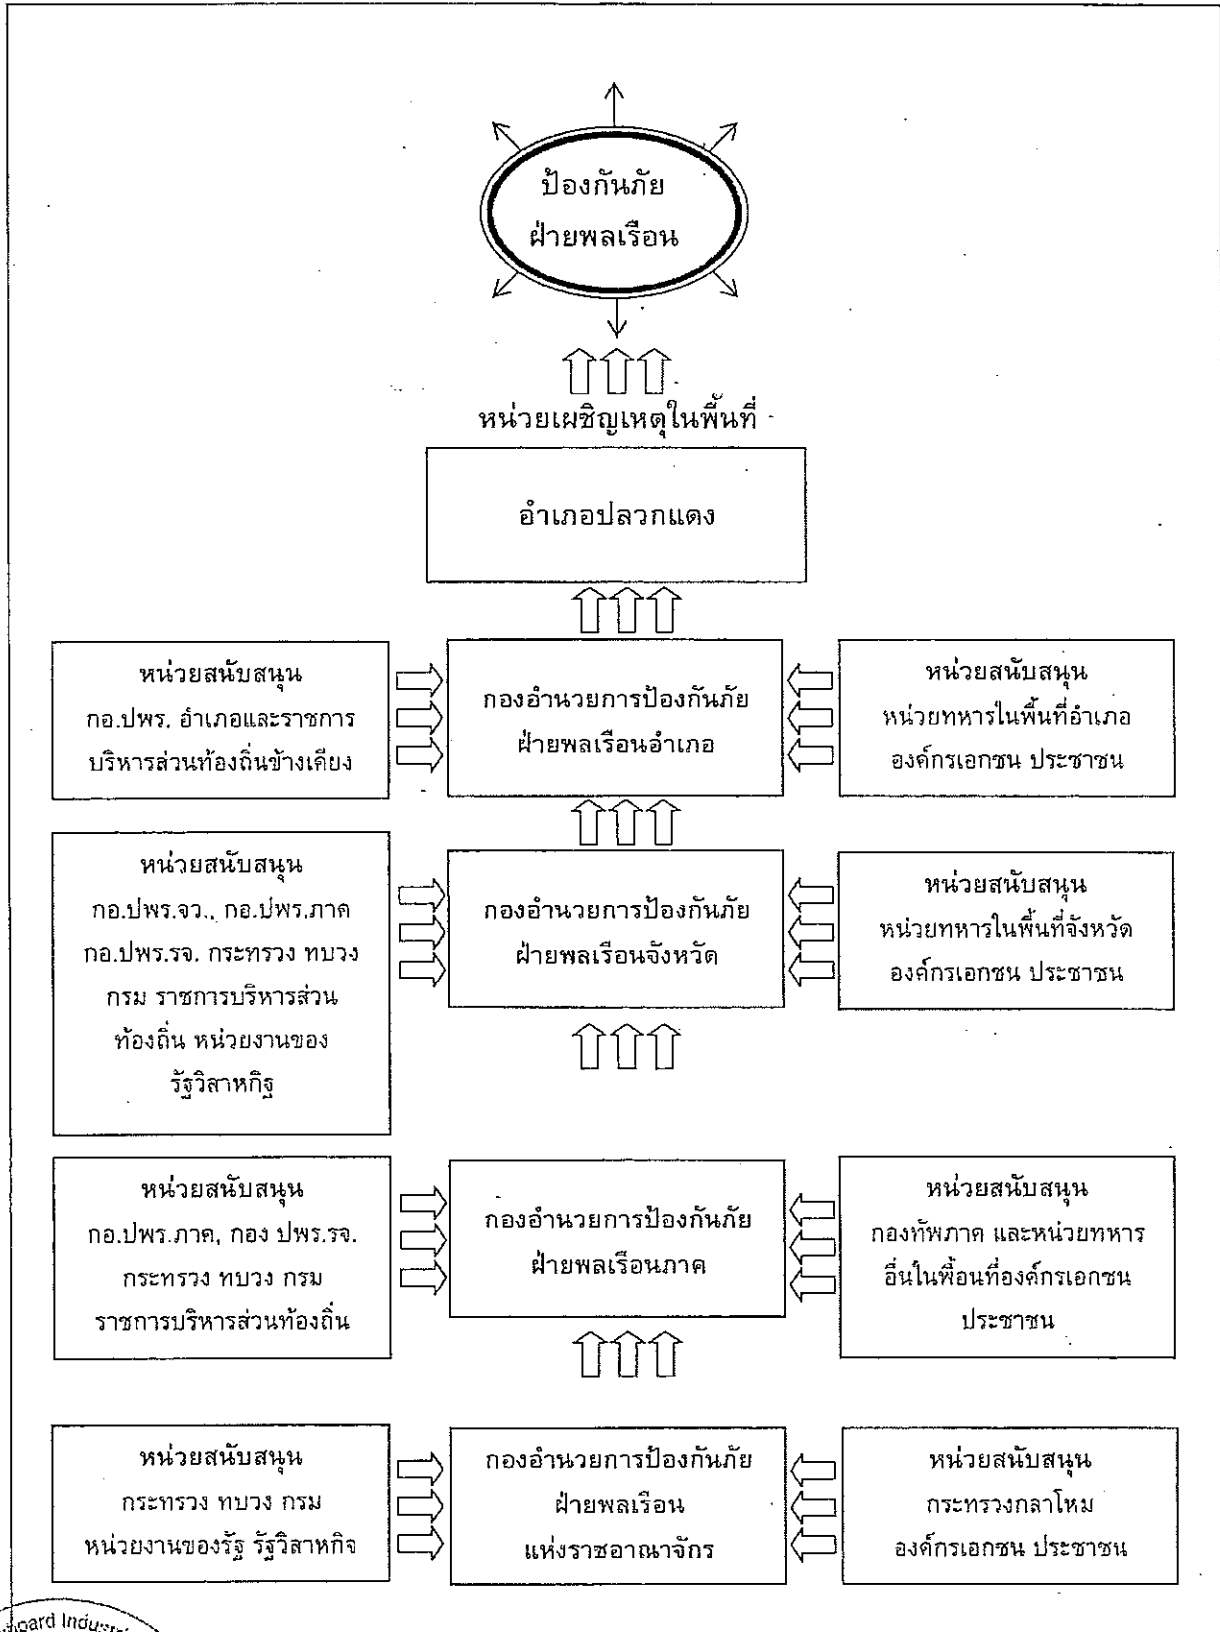 ป้องกันภัย
ฝ่ายพลเรือน
หน่วยเผชิญเหตุในพื้นที่
อำเภอปลวกแดง
หน่วยสนับสนุน
กอ.ปพร. อำเภอและราชการ
บริหารส่วนท้องถิ่นข้างเคียง
กองอำนวยการป้องกันภัย
ฝ่ายพลเรือนอำเภอ
หน่วยสนับสนุน
หน่วยทหารในพื้นที่อำเภอ
องค์กรเอกชน ประชาชน
หน่วยสนับสนุน
กอ.ปพร.จว., กอ.ปพร.ภาค
กอ.ปพร.รจ. กระทรวง ทบวง
กรม ราชการบริหารส่วน
ท้องถิ่น หน่วยงานของ
รัฐวิสาหกิฐ
กองอำนวยการป้องกันภัย
ฝ่ายพลเรือนจังหวัด
หน่วยสนับสนุน
หน่วยทหารในพื้นที่จังหวัด
องค์กรเอกชน ประชาชน
หน่วยสนับสนุน
กอ.ปพร.ภาค, กอง ปพร.รจ.
กระทรวง ทบวง กรม
ราชการบริหารส่วนท้องถิ่น
กองอำนวยการป้องกันภัย
ฝ่ายพลเรือนภาค
หน่วยสนับสนุน
กองทัพภาค และหน่วยทหาร
อื่นในพื้อนที่องค์กรเอกชน
ประชาชน
หน่วยสนับสนุน
กระทรวง ทบวง กรม
หน่วยงานของรัฐ รัฐวิสาหกิจ
กองอำนวยการป้องกันภัย
ฝ่ายพลเรือน
แห่งราชอาณาจักร
หน่วยสนับสนุน
กระทรวงกลาโหม
องค์กรเอกชน ประชาชน